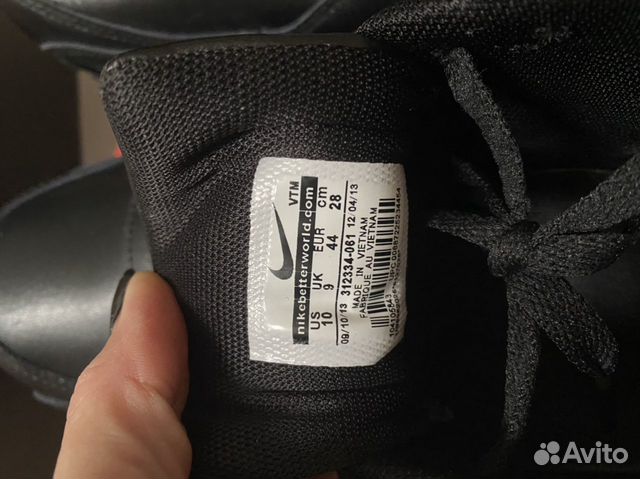 VTM
nikebetterworld.com
US UK EUR cm
10 9 44 28
09/10/13 312334-061 12/04/13
MADE IN VIETNAM
FABRIQUE AU VIETNAM
Avito